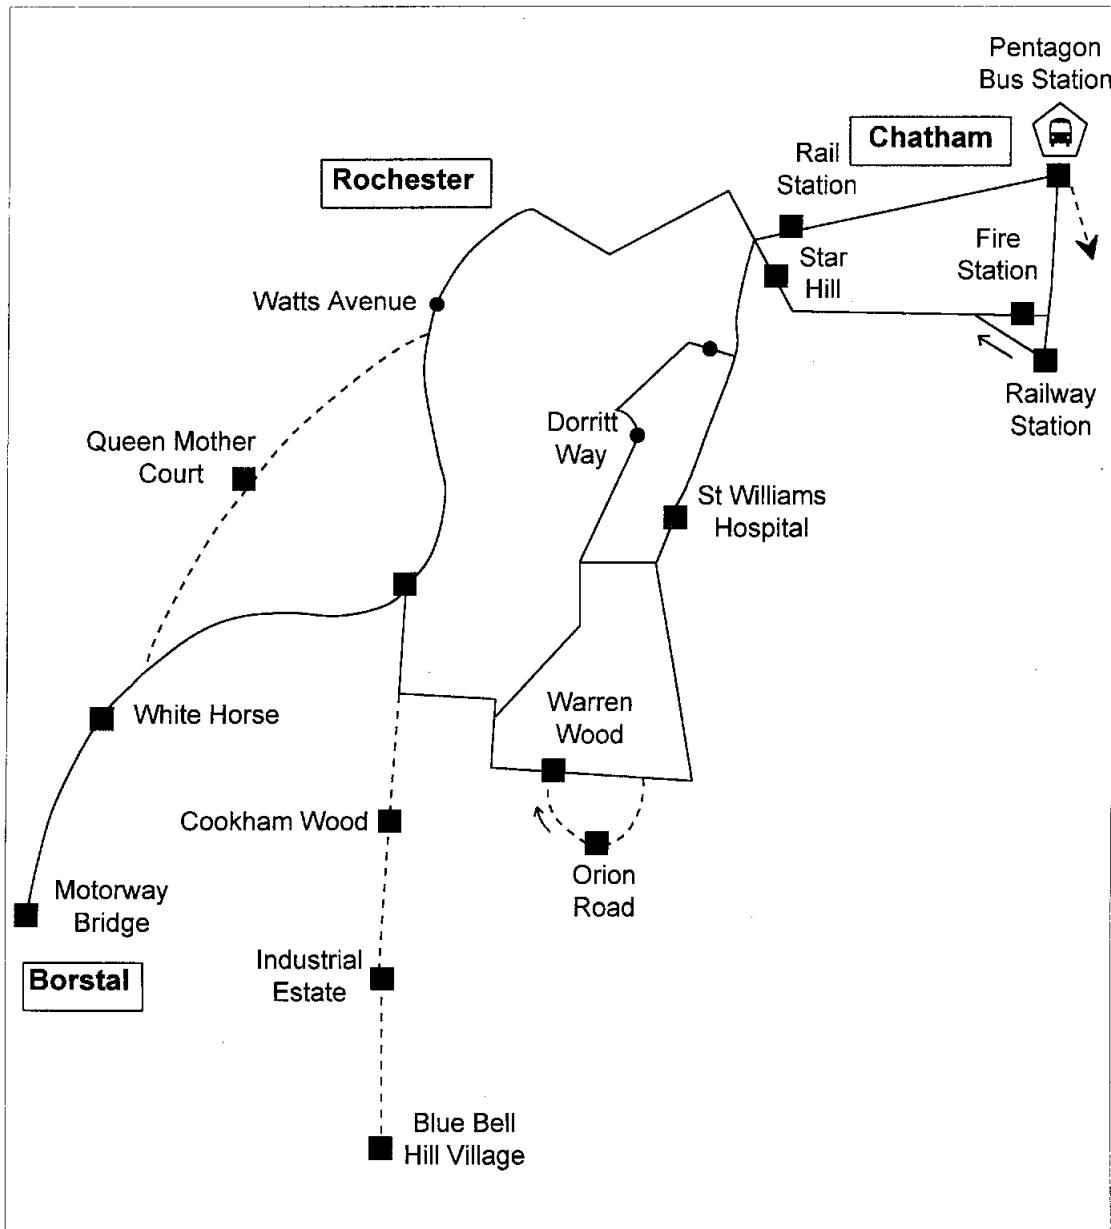 Pentagon
Bus Station
Chatham
Rail
Station
Rochester
Fire
Station
Star
Hill
Watts Avenue
Railway
Station
Dorritt
Way
Queen Mother
Court
St Williams
Hospital
Warren
Wood
White Horse
Cookham Wood
Orion
Road
Motorway
Bridge
Industrial
Estate
Borstal
Blue Bell
Hill Village